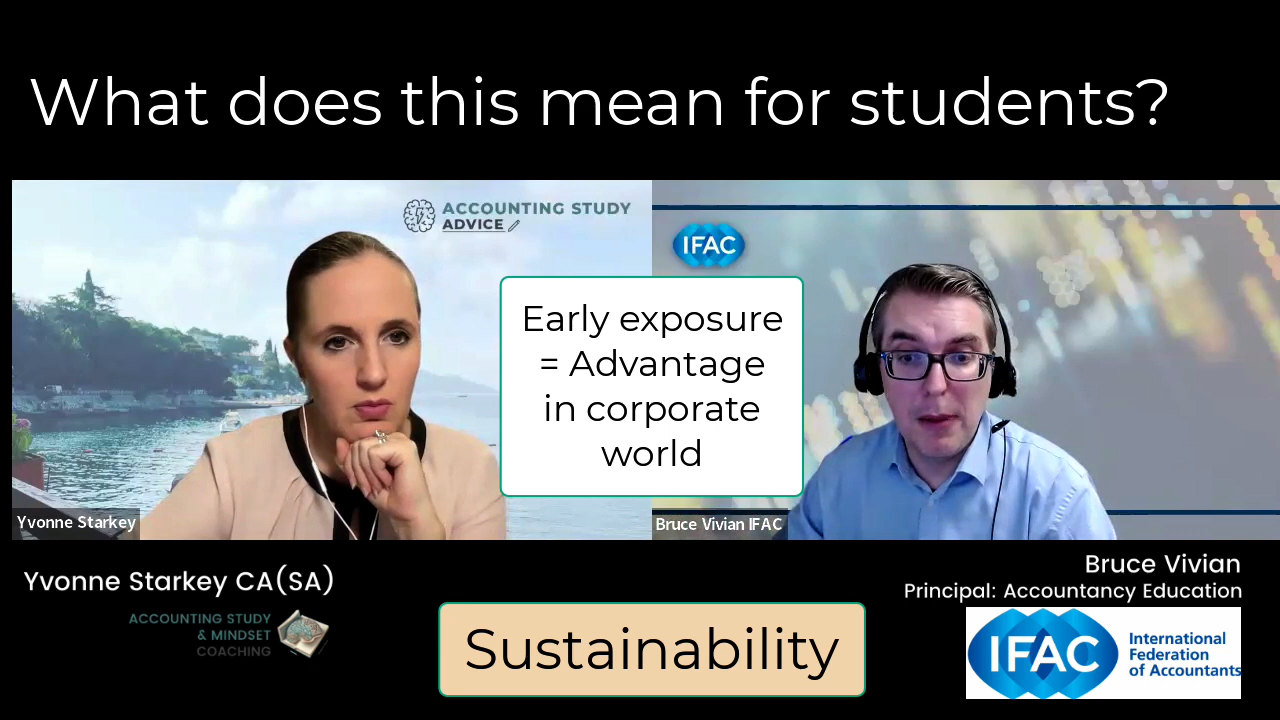 What does this mean for students?
ACCOUNTING STUDY
ADVICE
IFAC
Early exposure
= Advantage
in corporate
world
Yvonne Starkey
Bruce Vivian IFAC
Yvonne Starkey CA(SA)
ACCOUNTING STUDY
& MINDSET
COACHING
Sustainability
Bruce Vivian
Principal: Accountancy Education
IFAC
International
Federation
of Accountants